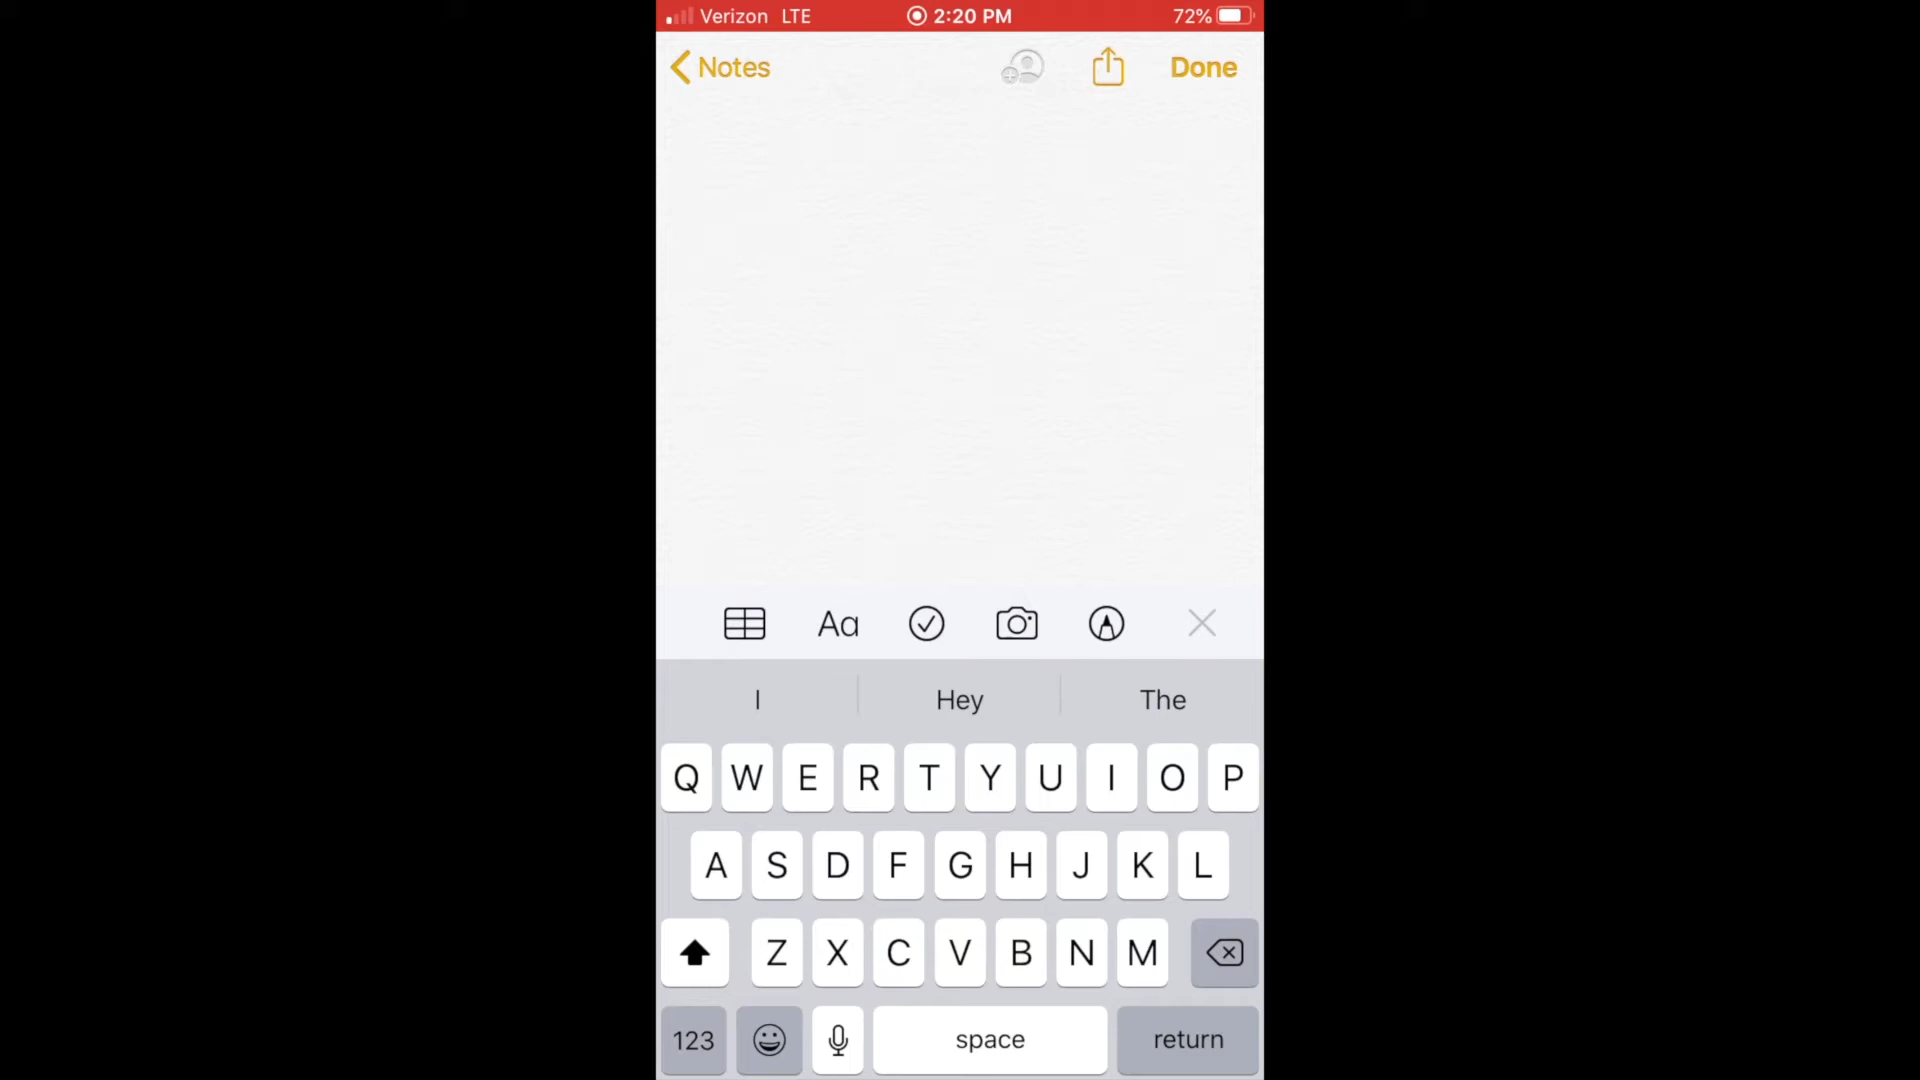 Verizon LTE 2:20 PM 72%
Notes Done
Aa
I Hey The
Q W E R T Y U I O P
A S D F G H J K L
Z X C V B N M
123 space return